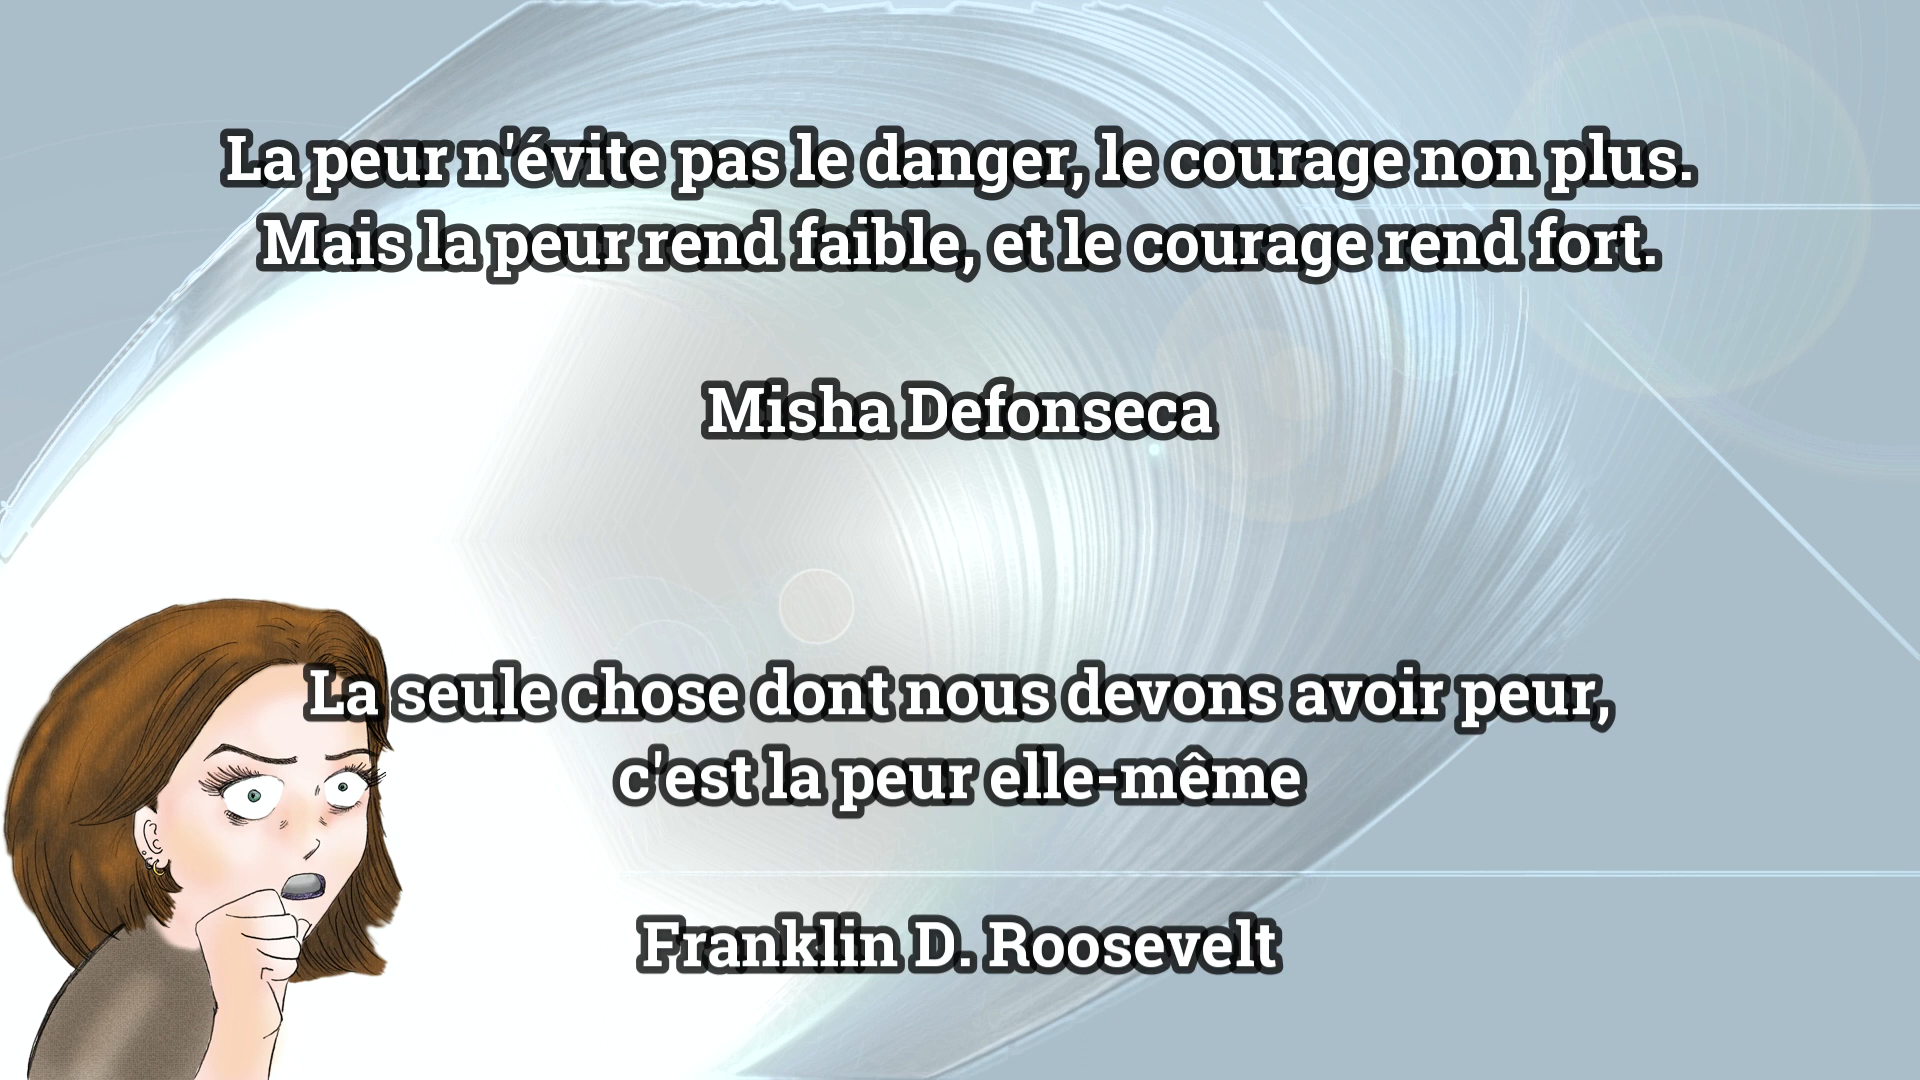 La peur n'évite pas le danger, le courage non plus.
Mais la peur rend faible, et le courage rend fort.
Misha Defonseca
La seule chose dont nous devons avoir peur,
c'est la peur elle-même
Franklin D. Roosevelt